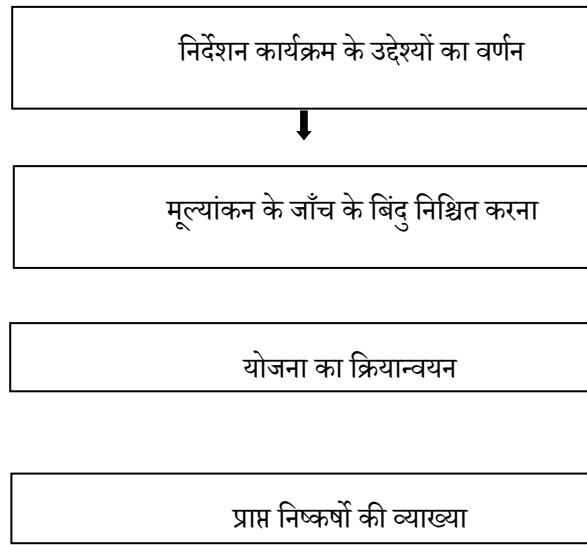 निर्देशन कार्यक्रम के उद्देश्यों का वर्णन
मूल्यांकन के जाँच के बिंदु निश्चित करना
योजना का क्रियान्वयन
प्राप्त निष्कर्षो की व्याख्या